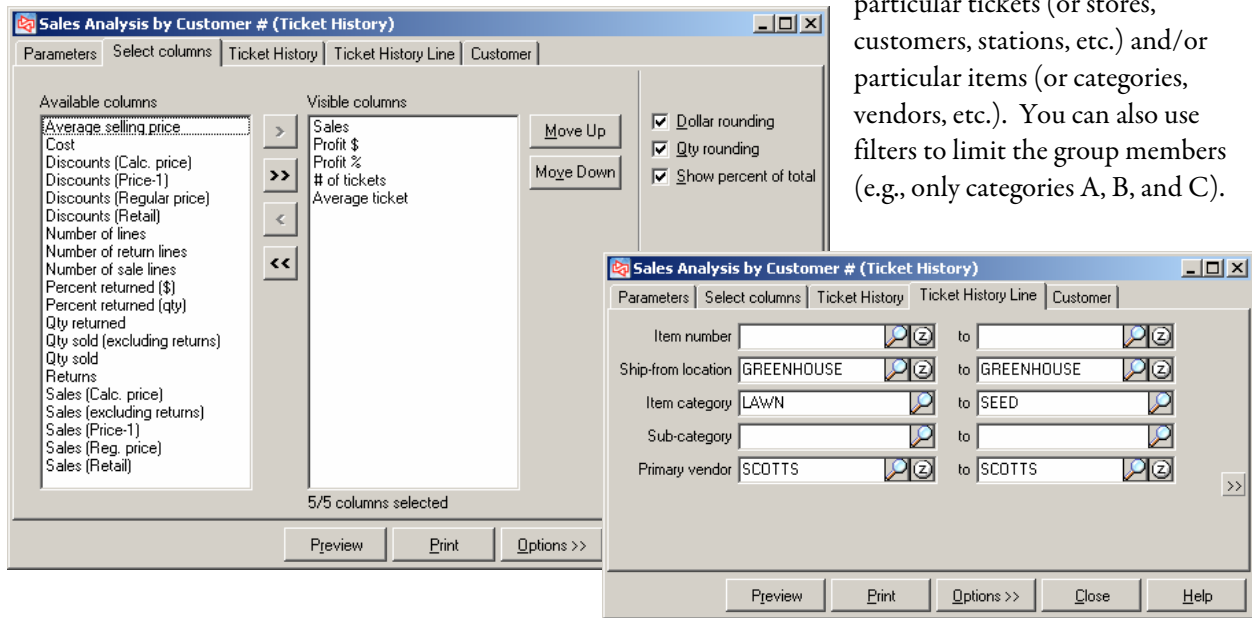 particular tickets (or stores,
customers, stations, etc.) and/or
particular items (or categories,
vendors, etc.).  You can also use
filters to limit the group members
(e.g., only categories A, B, and C).
Sales Analysis by Customer # (Ticket History)
Parameters Select columns Ticket History Ticket History Line Customer
Available columns
Average selling price
Cost
Discounts (Calc. price)
Discounts (Price-1)
Discounts (Regular price)
Discounts (Retail)
Number of lines
Number of return lines
Number of sale lines
Percent returned ($)
Percent returned (qty)
Qty returned
Qty sold (excluding returns)
Qty sold
Returns
Sales (Calc. price)
Sales (excluding returns)
Sales (Price-1)
Sales (Reg. price)
Sales (Retail)
>
>>
<
<<
Visible columns
Sales
Profit $
Profit %
# of tickets
Average ticket
5/5 columns selected
Move Up
Move Down
Dollar rounding
Qty rounding
Show percent of total
Preview Print Options >>
Sales Analysis by Customer # (Ticket History)
Parameters Select columns Ticket History Ticket History Line Customer
Item number to
Ship-from location GREENHOUSE to GREENHOUSE
Item category LAWN to SEED
Sub-category to
Primary vendor SCOTTS to SCOTTS
>>
Preview Print Options >> Close Help